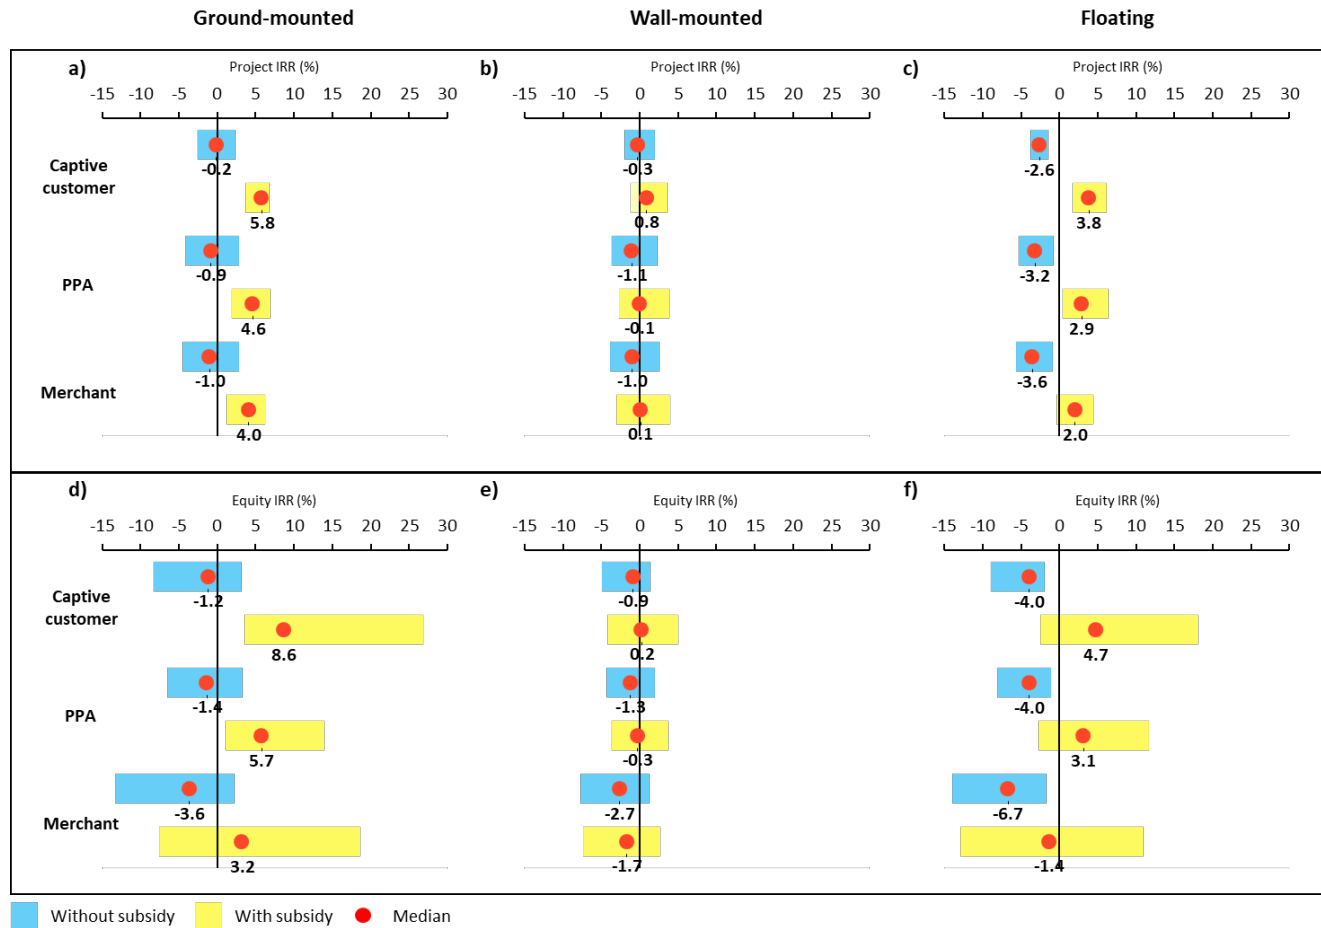 Ground-mounted Wall-mounted Floating
a) Project IRR (%) b) Project IRR (%) c) Project IRR (%)
-15 -10 -5 0 5 10 15 20 25 30 -15 -10 -5 0 5 10 15 20 25 30 -15 -10 -5 0 5 10 15 20 25 30
Captive
customer
-0.2 -0.3 -2.6
5.8 0.8 3.8
PPA
-0.9 -1.1 -3.2
4.6 -0.1 2.9
Merchant
-1.0 -1.0 -3.6
4.0 0.1 2.0
d) Equity IRR (%) e) Equity IRR (%) f) Equity IRR (%)
-15 -10 -5 0 5 10 15 20 25 30 -15 -10 -5 0 5 10 15 20 25 30 -15 -10 -5 0 5 10 15 20 25 30
Captive
customer
-1.2 -0.9 -4.0
8.6 0.2 4.7
PPA
-1.4 -1.3 -4.0
5.7 -0.3 3.1
Merchant
-3.6 -2.7 -6.7
3.2 -1.7 -1.4
Without subsidy With subsidy Median